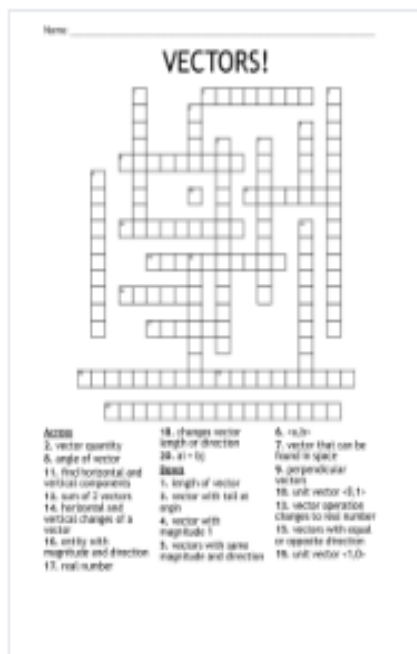 Name
VECTORS!
Across
2. vector quantity
8. angle of vector
11. find horizontal and
vertical components
13. sum of 2 vectors
14. horizontal and
vertical changes of a
vector
16. entity with
magnitude and direction
17. real number
18. changes vector
length or direction
20. ai + bj
Down
1. length of vector
3. vector with tail at
orgin
4. vector with
magnitude 1
5. vectors with same
magnitude and direction
6. <a,b>
7. vector that can be
found in space
9. perpendicular
vectors
10. unit vector <0,1>
12. vector operation
changes to real number
15. vectors with equal
or opposite direction
19. unit vector <1,0>